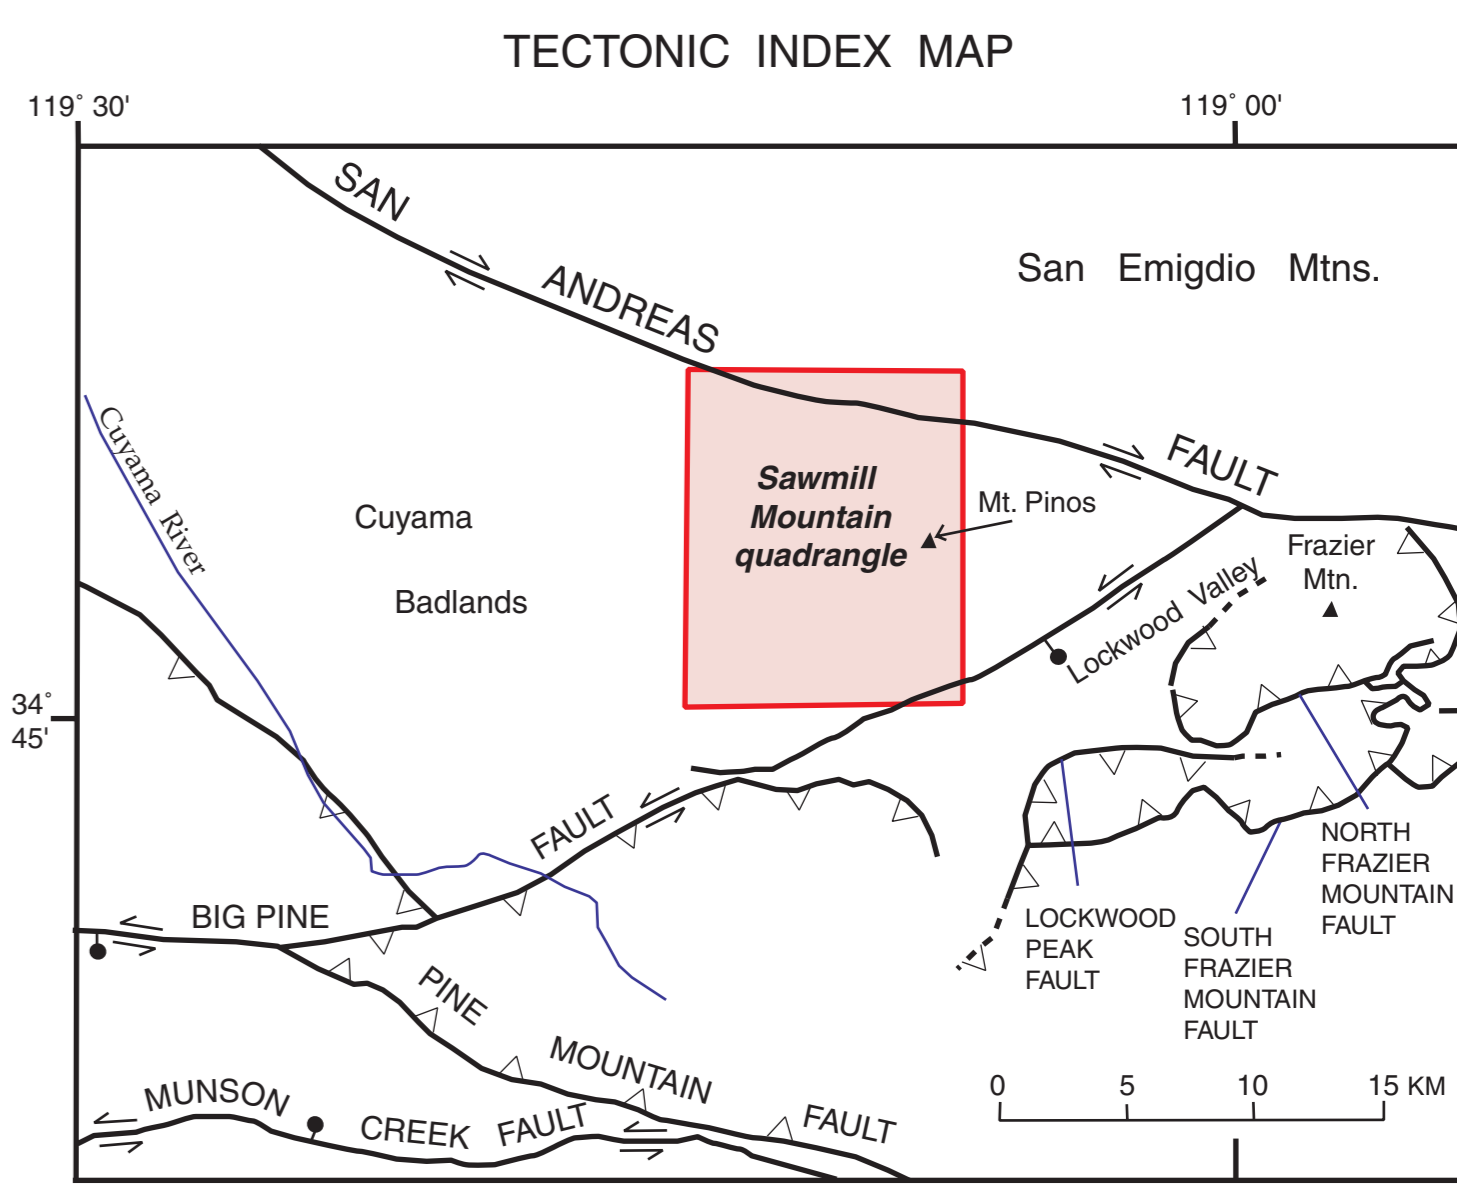 TECTONIC INDEX MAP
119° 30'
119° 00'
SAN
ANDREAS
FAULT
San Emigdio Mtns.
Cuyama River
Cuyama
Badlands
Sawmill
Mountain
quadrangle
Mt. Pinos
Frazier
Mtn.
Lockwood Valley
34°
45'
BIG PINE
FAULT
PINE
MOUNTAIN
FAULT
MUNSON
CREEK
FAULT
LOCKWOOD
PEAK
FAULT
SOUTH
FRAZIER
MOUNTAIN
FAULT
NORTH
FRAZIER
MOUNTAIN
FAULT
0 5 10 15 KM